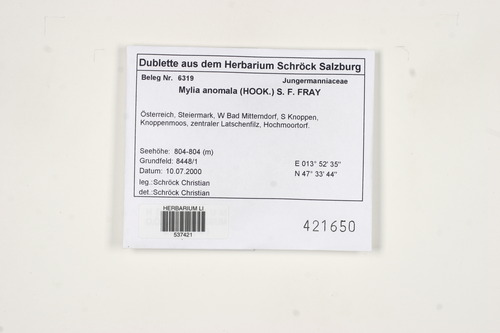 Dublette aus dem Herbarium Schröck Salzburg
Beleg Nr. 6319 Jungermanniaceae
Mylia anomala (HOOK.) S. F. FRAY
Österreich, Steiermark, W Bad Mitterndorf, S Knoppen,
Knoppenmoos, zentraler Latschenfilz, Hochmoortorf.
Seehöhe: 804-804 (m)
Grundfeld: 8448/1 E 013° 52' 35"
Datum: 10.07.2000 N 47° 33' 44"
leg.:Schröck Christian
det.:Schröck Christian
HERBARIUM LI
537421
421650